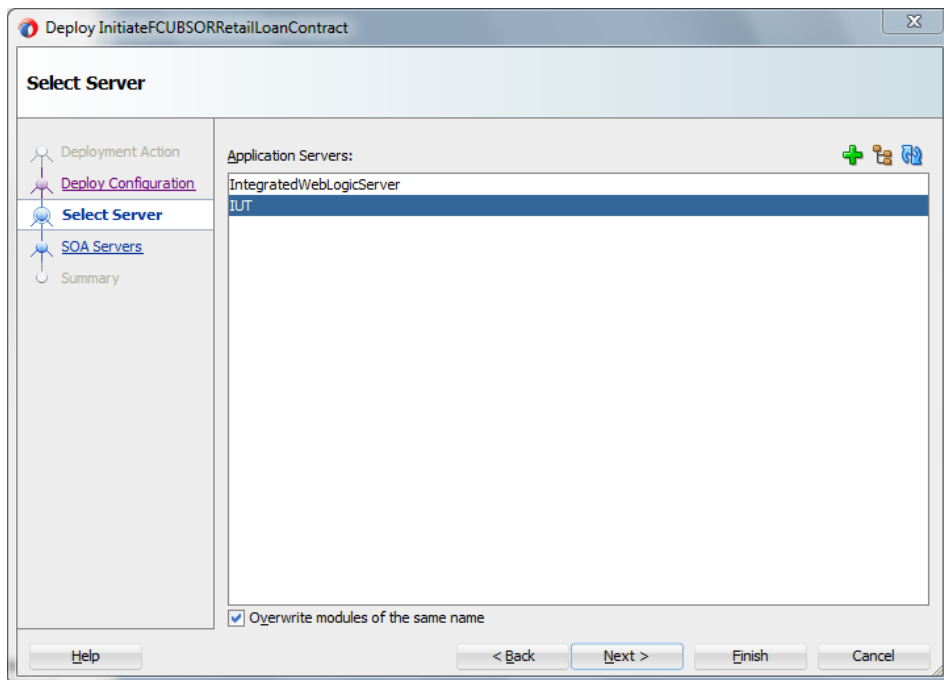 Deploy InitiateFCUBSORRetailLoanContract
Select Server
Deployment Action
Deploy Configuration
Select Server
SOA Servers
Summary
Application Servers:
IntegratedWebLogicServer
IUT
Overwrite modules of the same name
Help
< Back
Next >
Finish
Cancel